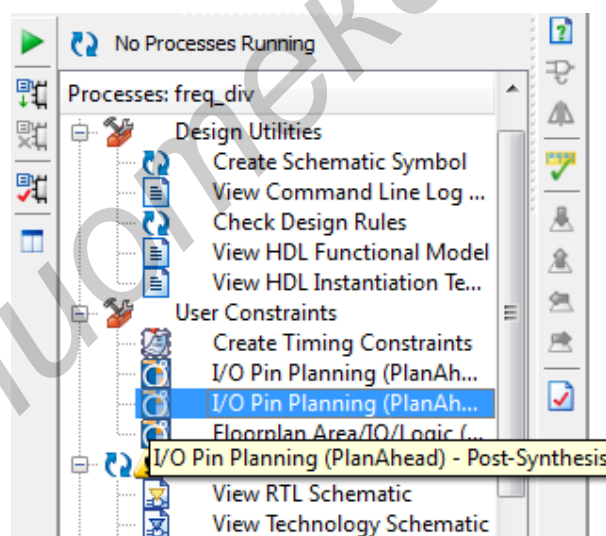 No Processes Running
Processes: freq_div
Design Utilities
Create Schematic Symbol
View Command Line Log ...
Check Design Rules
View HDL Functional Model
View HDL Instantiation Te...
User Constraints
Create Timing Constraints
I/O Pin Planning (PlanAh...
I/O Pin Planning (PlanAh...
Floorplan Area/IO/Logic (...
I/O Pin Planning (PlanAhead) - Post-Synthesis
View RTL Schematic
View Technology Schematic